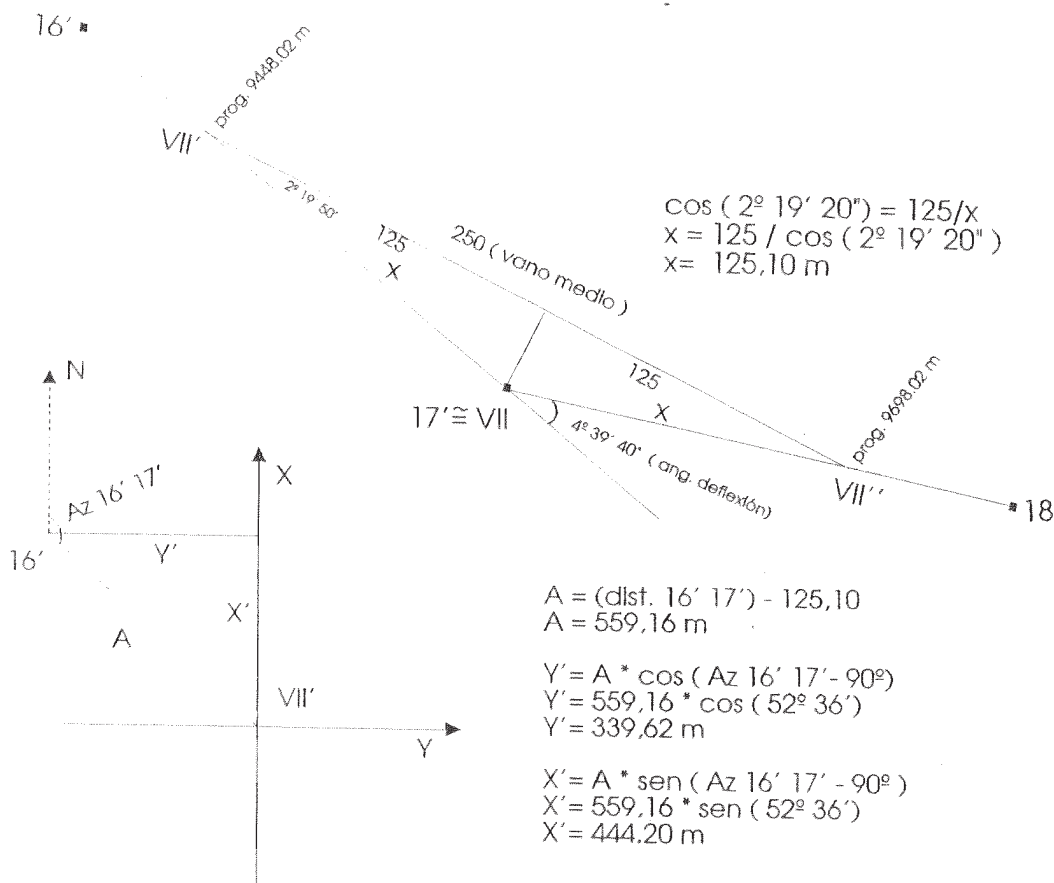 16'
prog. 9448.02 m
VII'
2º 19' 50"
125
X
250 ( vano medio )
cos ( 2º 19' 20" ) = 125/x
x = 125 / cos ( 2º 19' 20" )
x= 125,10 m
125
X
prog. 9698.02 m
17' ≅ VII
4º 39' 40" ( ang. deflexión)
VII''
18
N
Az 16' 17'
X
16'
Y'
X'
A
VII'
Y
A = (dist. 16' 17') - 125,10
A = 559,16 m
Y' = A * cos ( Az 16' 17' - 90º)
Y' = 559,16 * cos ( 52º 36')
Y' = 339,62 m
X' = A * sen ( Az 16' 17' - 90º )
X' = 559,16 * sen ( 52º 36')
X' = 444.20 m